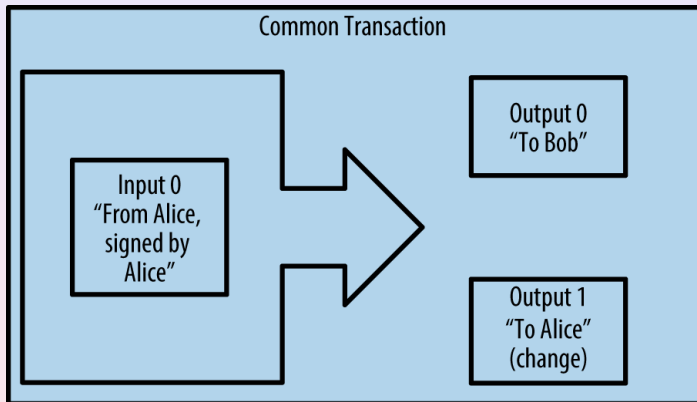 Common Transaction
Input 0
“From Alice,
signed by
Alice”
Output 0
“To Bob”
Output 1
“To Alice”
(change)